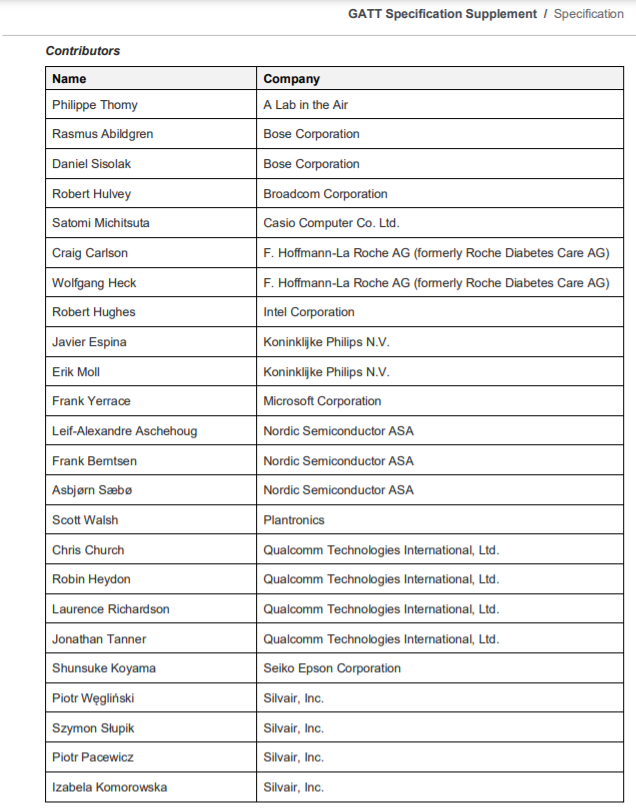 GATT Specification Supplement / Specification
Contributors
Name Company
Philippe Thomy A Lab in the Air
Rasmus Abildgren Bose Corporation
Daniel Sisolak Bose Corporation
Robert Hulvey Broadcom Corporation
Satomi Michitsuta Casio Computer Co. Ltd.
Craig Carlson F. Hoffmann-La Roche AG (formerly Roche Diabetes Care AG)
Wolfgang Heck F. Hoffmann-La Roche AG (formerly Roche Diabetes Care AG)
Robert Hughes Intel Corporation
Javier Espina Koninklijke Philips N.V.
Erik Moll Koninklijke Philips N.V.
Frank Yerrace Microsoft Corporation
Leif-Alexandre Aschehoug Nordic Semiconductor ASA
Frank Berntsen Nordic Semiconductor ASA
Asbjørn Sæbø Nordic Semiconductor ASA
Scott Walsh Plantronics
Chris Church Qualcomm Technologies International, Ltd.
Robin Heydon Qualcomm Technologies International, Ltd.
Laurence Richardson Qualcomm Technologies International, Ltd.
Jonathan Tanner Qualcomm Technologies International, Ltd.
Shunsuke Koyama Seiko Epson Corporation
Piotr Węgliński Silvair, Inc.
Szymon Słupik Silvair, Inc.
Piotr Pacewicz Silvair, Inc.
Izabela Komorowska Silvair, Inc.